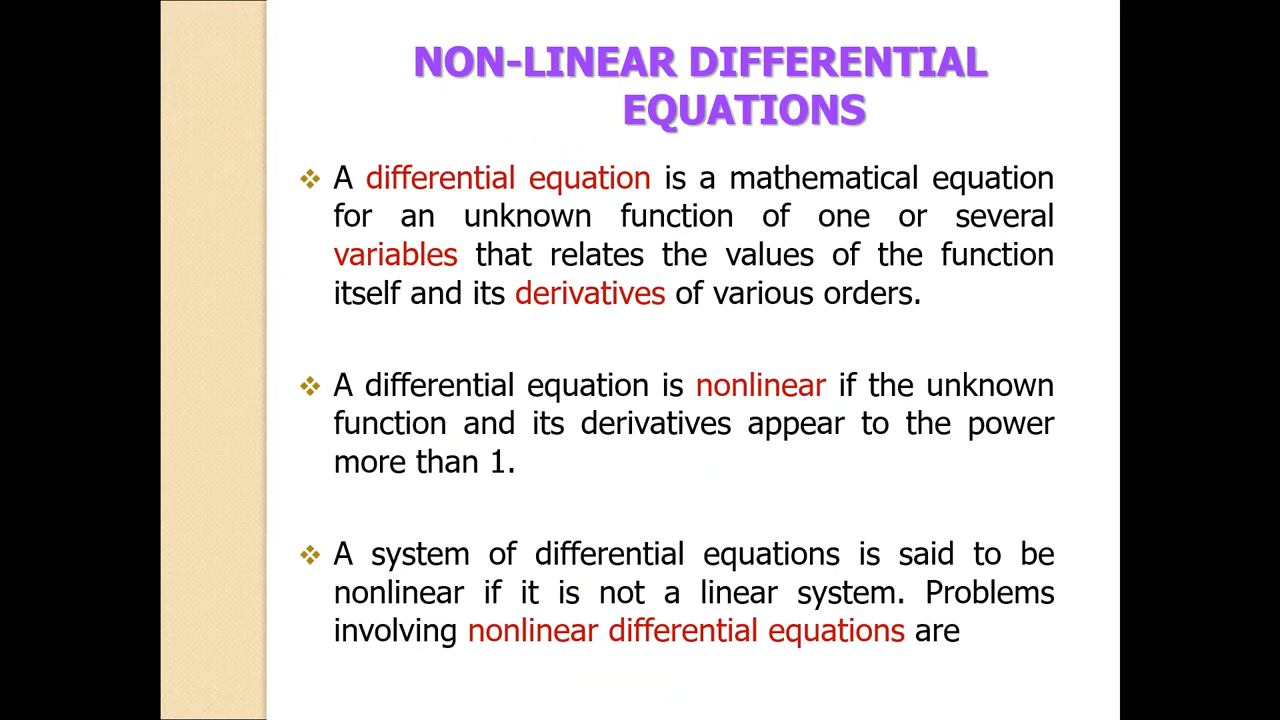 NON-LINEAR DIFFERENTIAL
EQUATIONS
A differential equation is a mathematical equation
for an unknown function of one or several
variables that relates the values of the function
itself and its derivatives of various orders.
A differential equation is nonlinear if the unknown
function and its derivatives appear to the power
more than 1.
A system of differential equations is said to be
nonlinear if it is not a linear system. Problems
involving nonlinear differential equations are